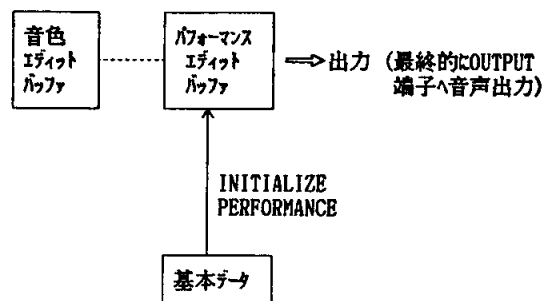 音色
エディット
バッファ
パフォーマンス
エディット
バッファ
⇒出力（最終的にOUTPUT
端子へ音声出力）
INITIALIZE
PERFORMANCE
基本データ